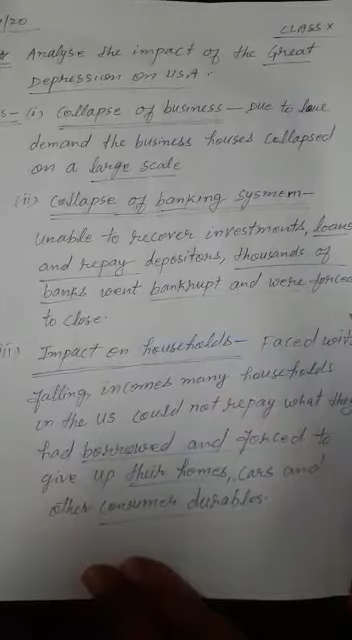 /20
CLASS X
Analyse the impact of the Great
Depression on U.S.A.
s- (i) Collapse of business - Due to low
demand the business houses collapsed
on a large scale
(ii) Collapse of banking sysmem-
Unable to recover investments, loans
and repay depositors, thousands of
banks went bankrupt and were forced
to close.
iii) Impact on households- Faced with
falling incomes many households
in the US could not repay what they
had borrowed and forced to
give up their homes, cars and
other consumer durables.